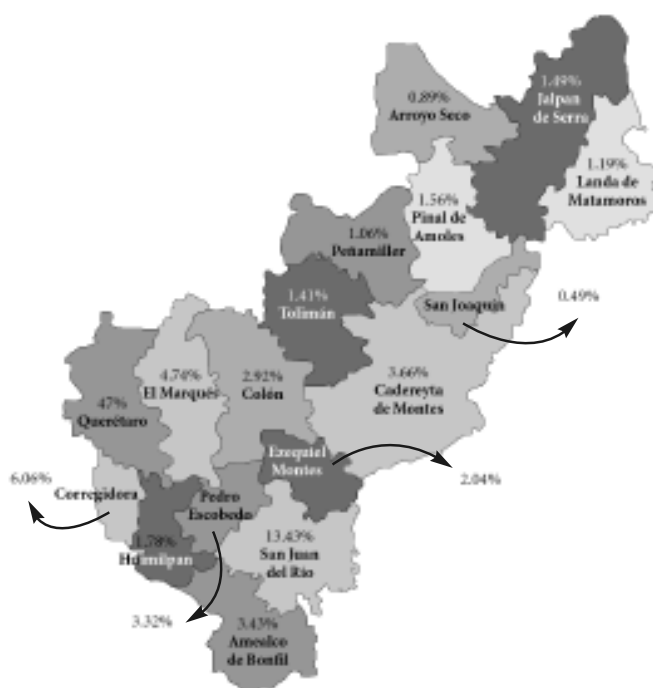 1.49%
Jalpan
de Serra
0.89%
Arroyo Seco
1.19%
Landa de
Matamoros
1.56%
Pinal de
Amoles
1.06%
Peñamiller
San Joaquín
0.49%
1.41%
Tolimán
3.66%
Cadereyta
de Montes
4.74%
El Marqués
2.92%
Colón
47%
Querétaro
Ezequiel
Montes
2.04%
6.06%
Corregidora
Pedro
Escobedo
1.78%
Huimilpan
13.43%
San Juan
del Río
3.32%
3.43%
Amealco
de Bonfil